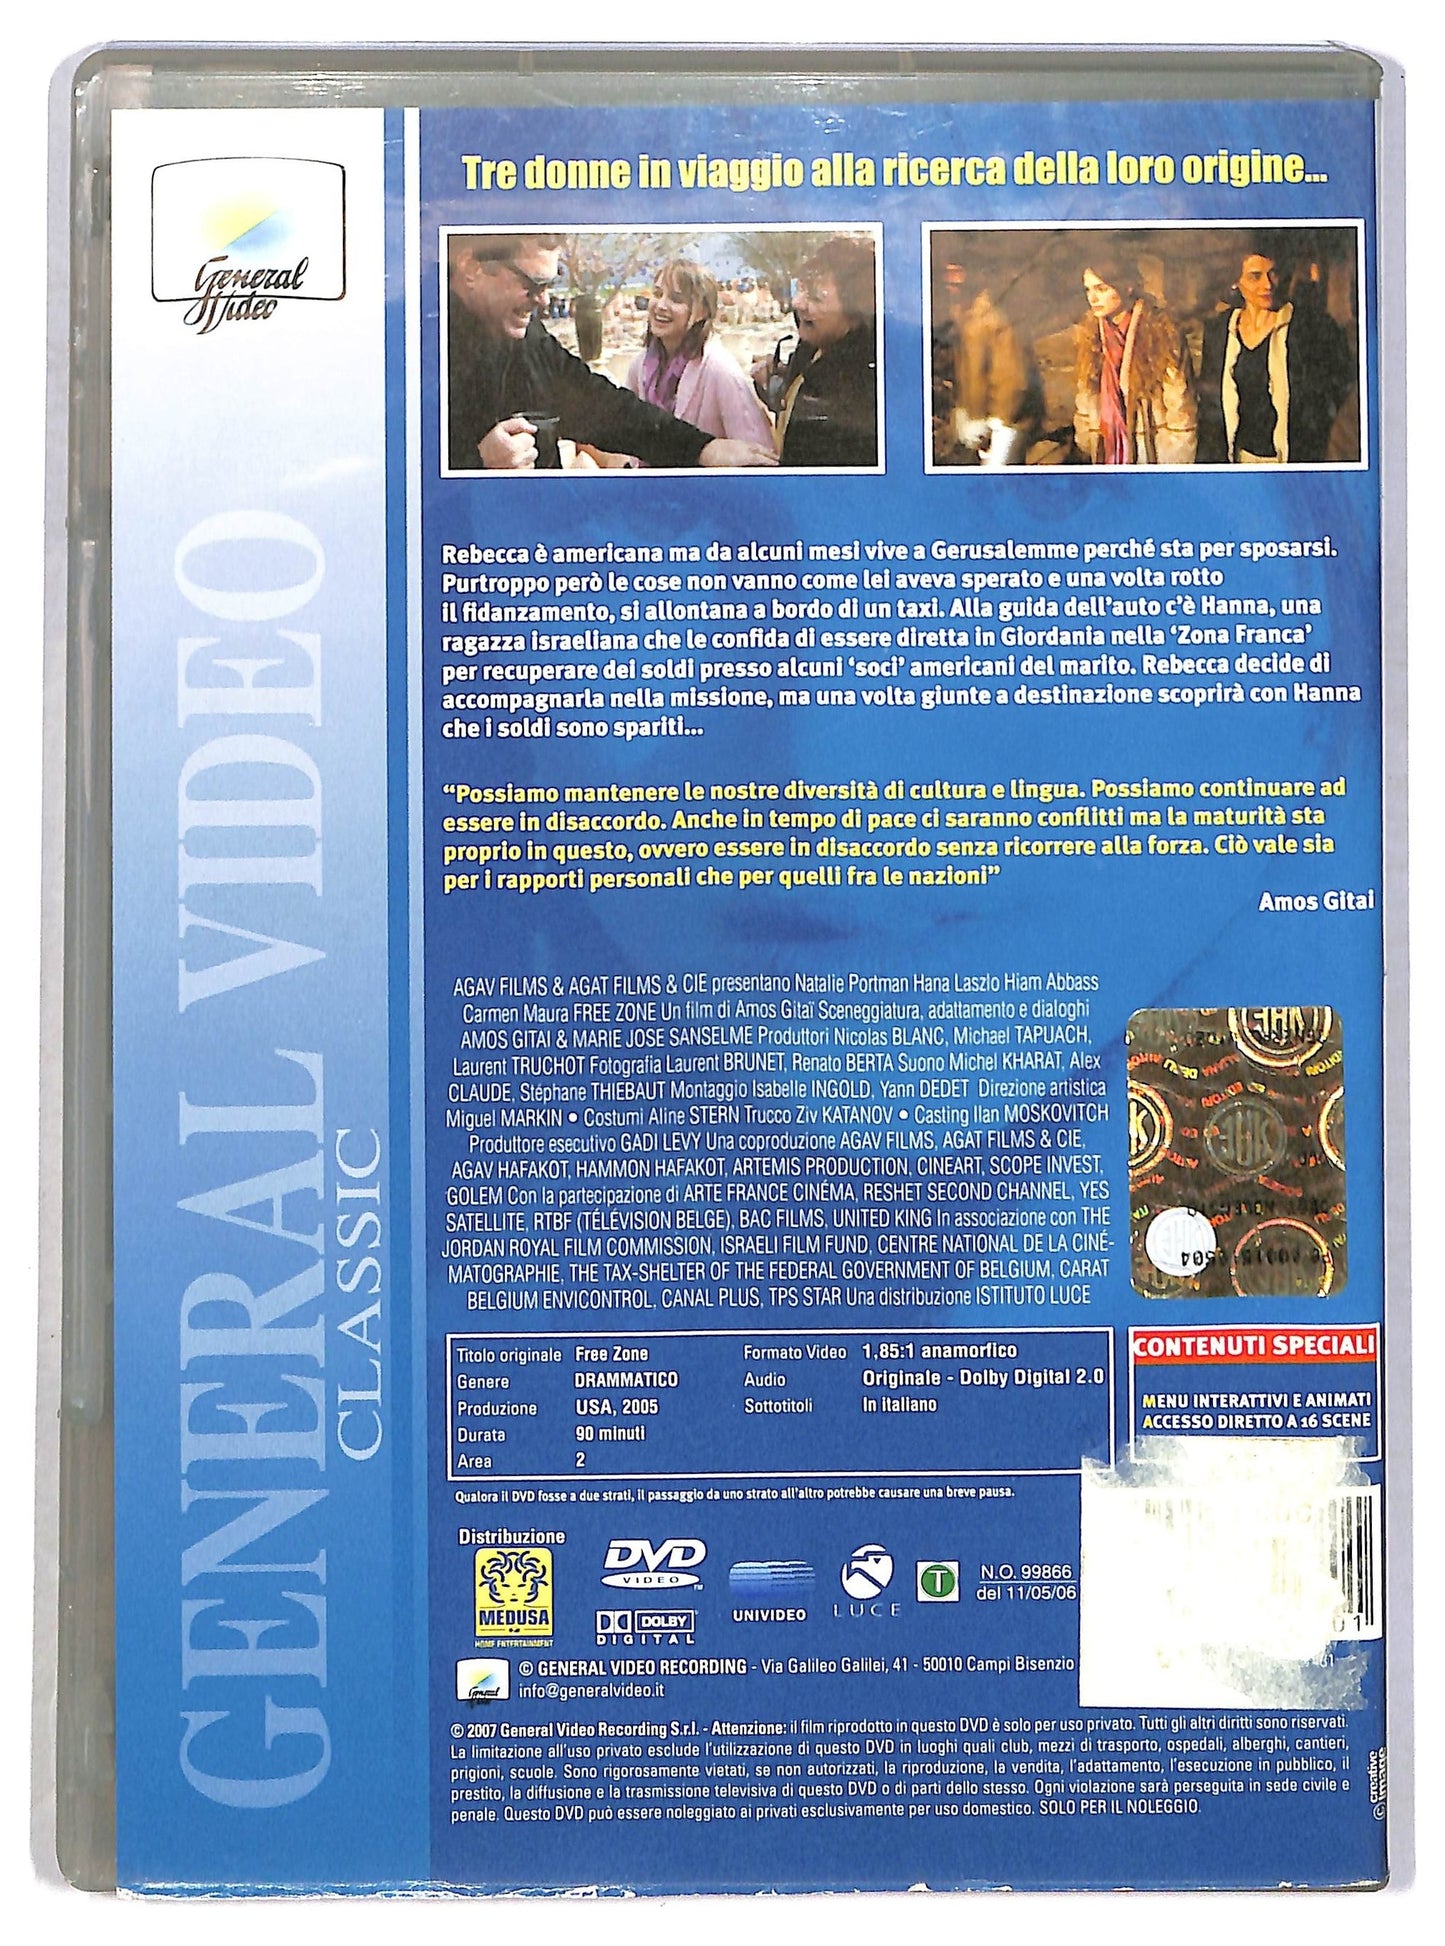 General
Video
GENERAL VIDEO
CLASSIC
Tre donne in viaggio alla ricerca della loro origine...
Rebecca è americana ma da alcuni mesi vive a Gerusalemme perché sta per sposarsi.
Purtroppo però le cose non vanno come lei aveva sperato e una volta rotto
il fidanzamento, si allontana a bordo di un taxi. Alla guida dell'auto c'è Hanna, una
ragazza israeliana che le confida di essere diretta in Giordania nella 'Zona Franca'
per recuperare dei soldi presso alcuni 'soci' americani del marito. Rebecca decide di
accompagnarla nella missione, ma una volta giunte a destinazione scoprirà con Hanna
che i soldi sono spariti...
"Possiamo mantenere le nostre diversità di cultura e lingua. Possiamo continuare ad
essere in disaccordo. Anche in tempo di pace ci saranno conflitti ma la maturità sta
proprio in questo, ovvero essere in disaccordo senza ricorrere alla forza. Ciò vale sia
per i rapporti personali che per quelli fra le nazioni"
Amos Gitai
AGAV FILMS & AGAT FILMS & CIE presentano Natalie Portman Hana Laszlo Hiam Abbass
Carmen Maura FREE ZONE Un film di Amos Gitaï Sceneggiatura, adattamento e dialoghi
AMOS GITAI & MARIE JOSE SANSELME Produttori Nicolas BLANC, Michael TAPUACH,
Laurent TRUCHOT Fotografia Laurent BRUNET, Renato BERTA Suono Michel KHARAT, Alex
CLAUDE, Stéphane THIEBAUT Montaggio Isabelle INGOLD, Yann DEDET Direzione artistica
Miguel MARKIN • Costumi Aline STERN Trucco Ziv KATANOV • Casting Ilan MOSKOVITCH
Produttore esecutivo GADI LEVY Una coproduzione AGAV FILMS, AGAT FILMS & CIE,
AGAV HAFAKOT, HAMMON HAFAKOT, ARTEMIS PRODUCTION, CINEART, SCOPE INVEST,
GOLEM Con la partecipazione di ARTE FRANCE CINÉMA, RESHET SECOND CHANNEL, YES
SATELLITE, RTBF (TÉLÉVISION BELGE), BAC FILMS, UNITED KING In associazione con THE
JORDAN ROYAL FILM COMMISSION, ISRAELI FILM FUND, CENTRE NATIONAL DE LA CINÉ-
MATOGRAPHIE, THE TAX-SHELTER OF THE FEDERAL GOVERNMENT OF BELGIUM, CARAT
BELGIUM ENVICONTROL, CANAL PLUS, TPS STAR Una distribuzione ISTITUTO LUCE
Titolo originale Free Zone Formato Video 1,85:1 anamorfico
Genere DRAMMATICO Audio Originale - Dolby Digital 2.0
Produzione USA, 2005 Sottotitoli In italiano
Durata 90 minuti
Area 2
CONTENUTI SPECIALI
MENU INTERATTIVI E ANIMATI
ACCESSO DIRETTO A 16 SCENE
Qualora il DVD fosse a due strati, il passaggio da uno strato all'altro potrebbe causare una breve pausa.
Distribuzione
MEDUSA
HOME ENTERTAINMENT
DVD
VIDEO
DOLBY
DIGITAL
UNIVIDEO
LUCE
T
N.O. 99866
del 11/05/06
© GENERAL VIDEO RECORDING - Via Galileo Galilei, 41 - 50010 Campi Bisenzio
info@generalvideo.it
© 2007 General Video Recording S.r.l. - Attenzione: il film riprodotto in questo DVD è solo per uso privato. Tutti gli altri diritti sono riservati.
La limitazione all'uso privato esclude l'utilizzazione di questo DVD in luoghi quali club, mezzi di trasporto, ospedali, alberghi, cantieri,
prigioni, scuole. Sono rigorosamente vietati, se non autorizzati, la riproduzione, la vendita, l'adattamento, l'esecuzione in pubblico, il
prestito, la diffusione e la trasmissione televisiva di questo DVD o di parti dello stesso. Ogni violazione sarà perseguita in sede civile e
penale. Questo DVD può essere noleggiato ai privati esclusivamente per uso domestico. SOLO PER IL NOLEGGIO.
© creative
Image